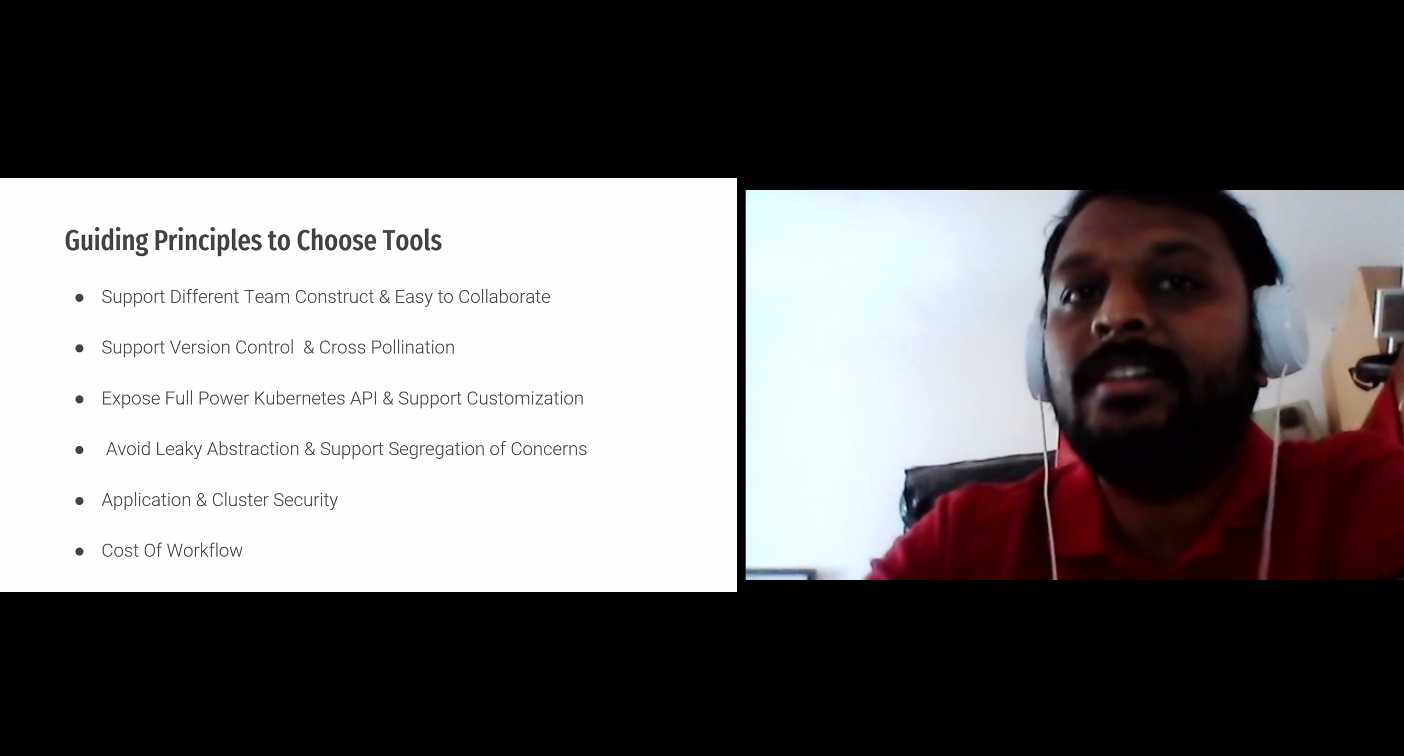 Guiding Principles to Choose Tools
● Support Different Team Construct & Easy to Collaborate
● Support Version Control & Cross Pollination
● Expose Full Power Kubernetes API & Support Customization
● Avoid Leaky Abstraction & Support Segregation of Concerns
● Application & Cluster Security
● Cost Of Workflow